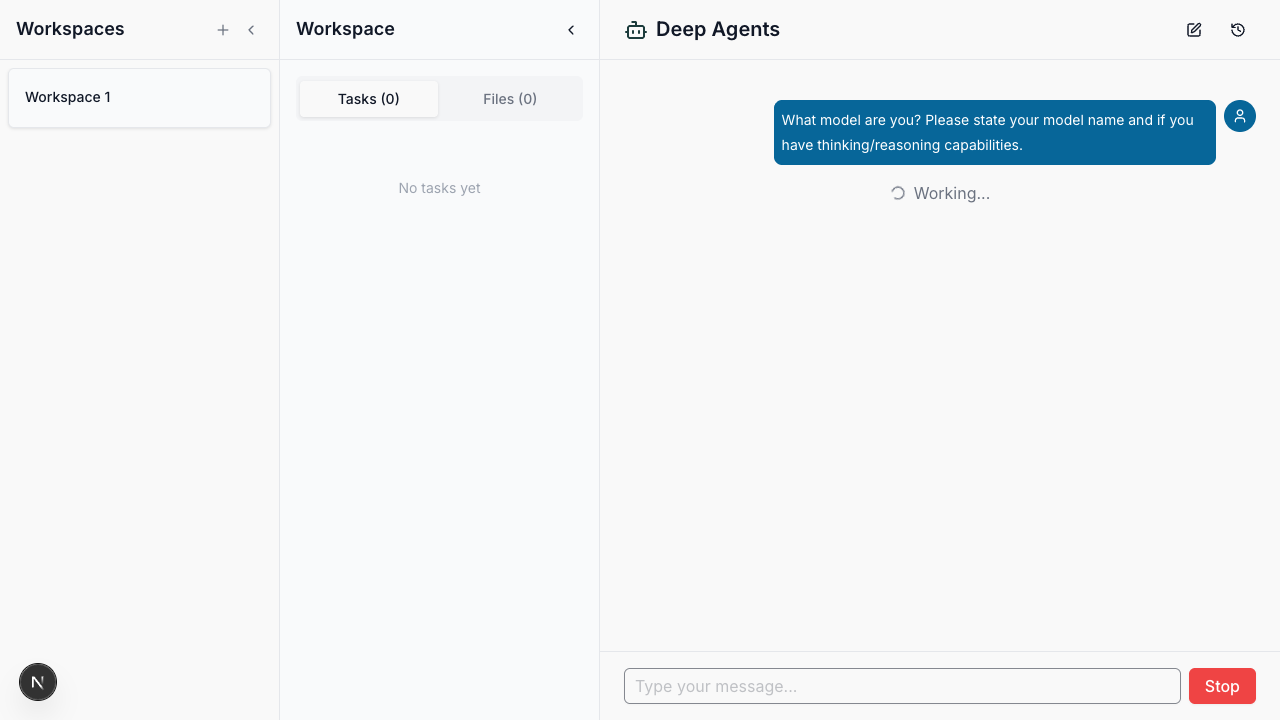 Workspaces
Workspace 1
Workspace
Tasks (0)
Files (0)
No tasks yet
Deep Agents
What model are you? Please state your model name and if you
have thinking/reasoning capabilities.
Working...
Type your message...
Stop
N